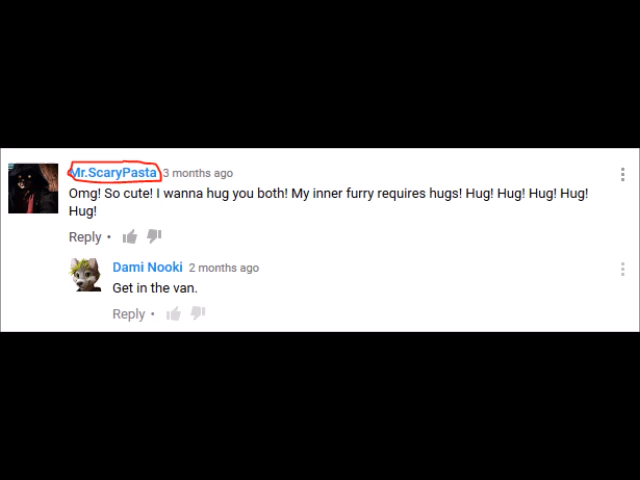 Mr.ScaryPasta 3 months ago
Omg! So cute! I wanna hug you both! My inner furry requires hugs! Hug! Hug! Hug! Hug!
Hug!
Reply •
Dami Nooki 2 months ago
Get in the van.
Reply •